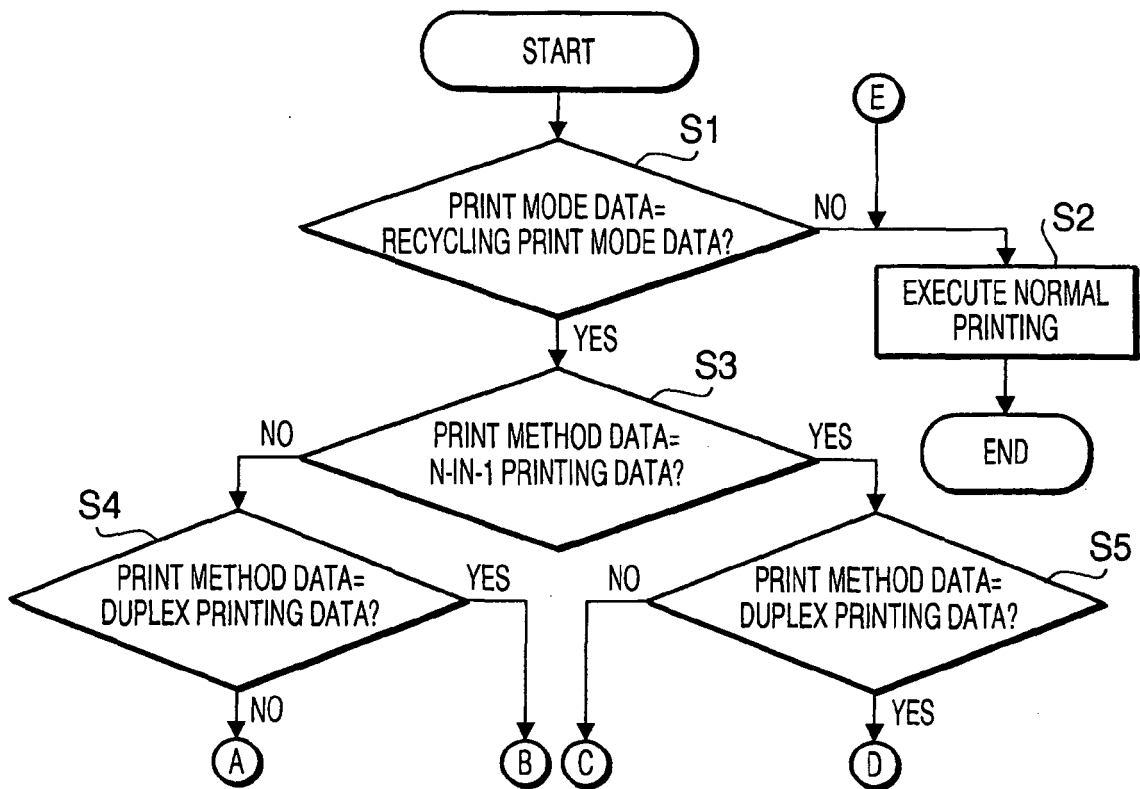 START
E
S1
PRINT MODE DATA=
RECYCLING PRINT MODE DATA?
NO
S2
EXECUTE NORMAL
PRINTING
YES
END
S3
PRINT METHOD DATA=
N-IN-1 PRINTING DATA?
NO
YES
S4
PRINT METHOD DATA=
DUPLEX PRINTING DATA?
YES
NO
S5
PRINT METHOD DATA=
DUPLEX PRINTING DATA?
NO
YES
A
B
C
D